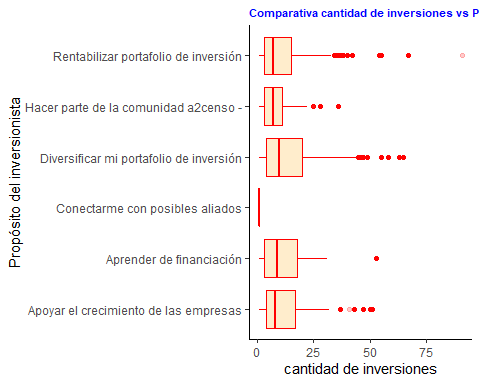 Comparativa cantidad de inversiones vs P
Propósito del inversionista
Rentabilizar portafolio de inversión
Hacer parte de la comunidad a2censo -
Diversificar mi portafolio de inversión
Conectarme con posibles aliados
Aprender de financiación
Apoyar el crecimiento de las empresas
0 25 50 75
cantidad de inversiones